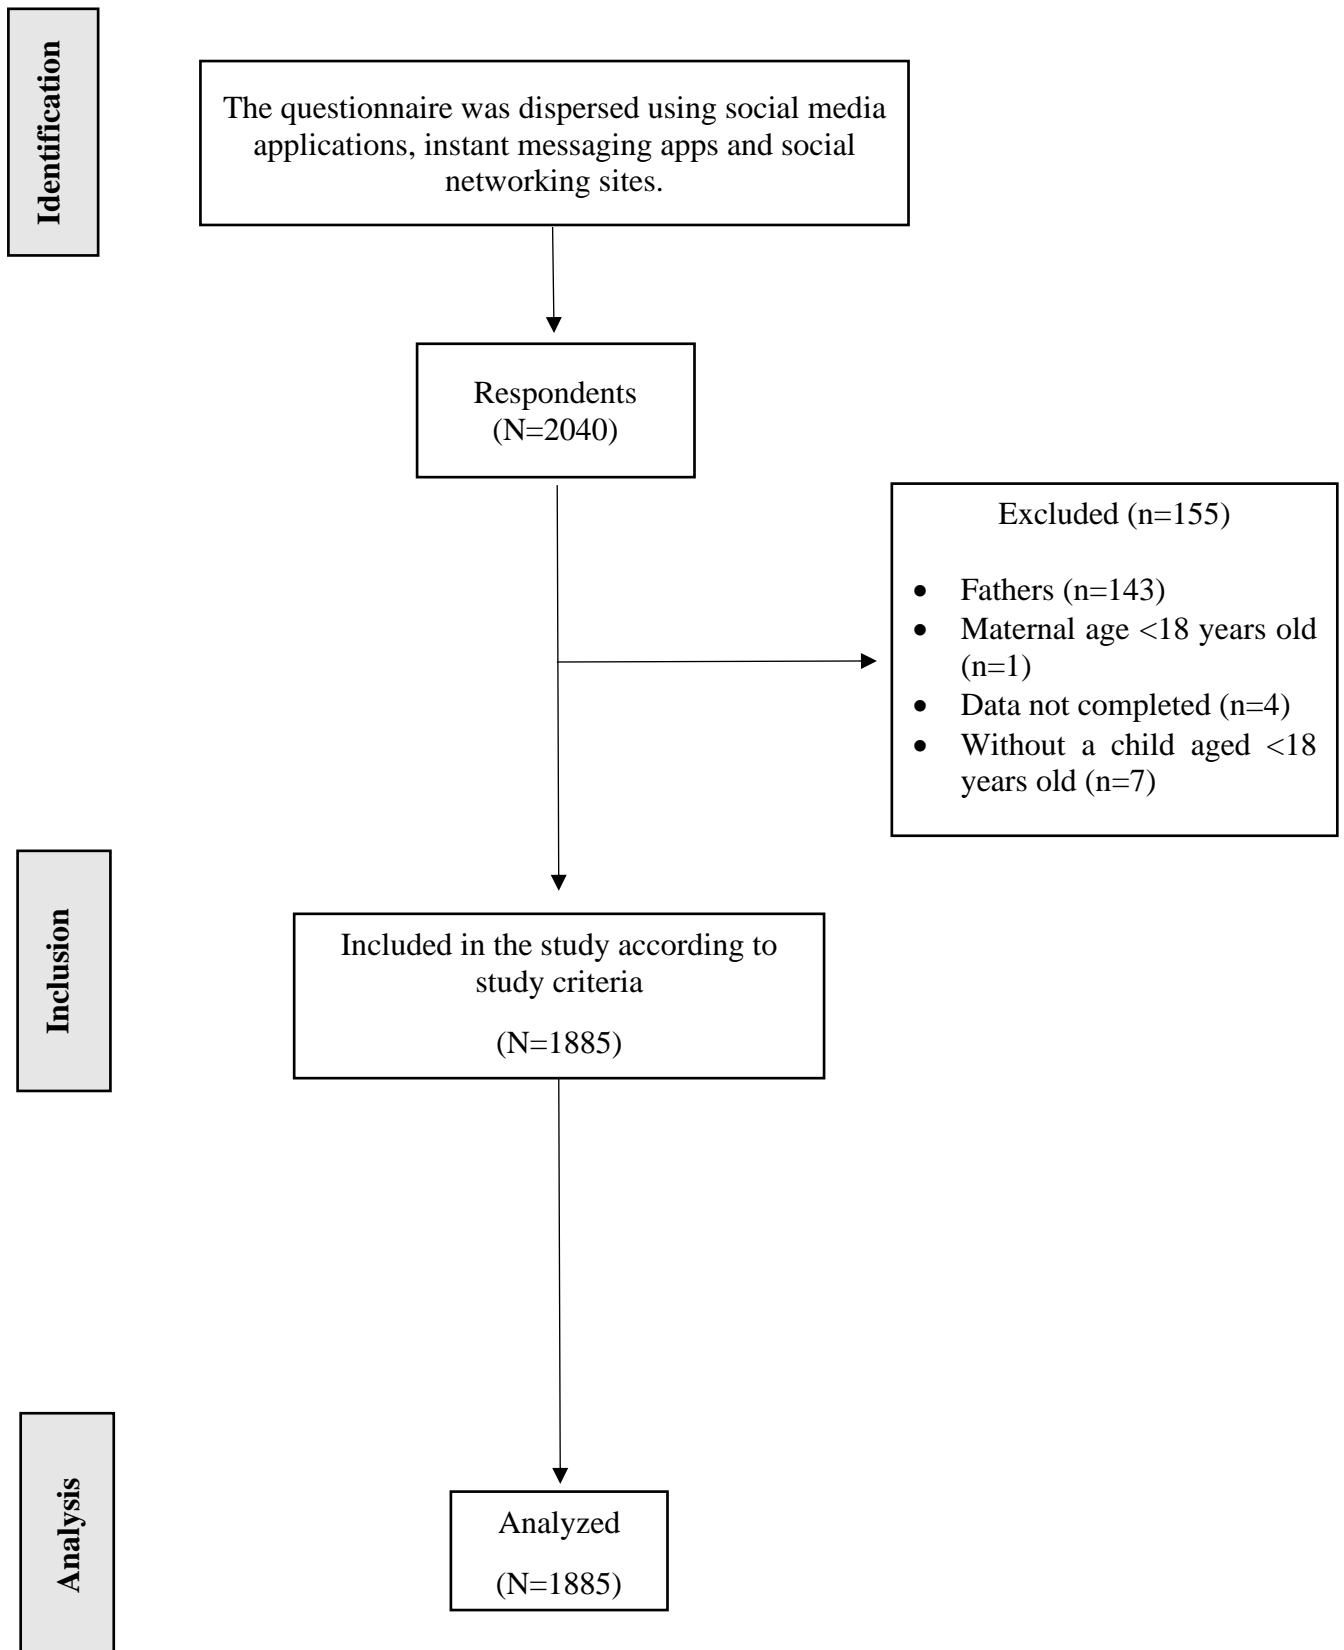 Identification
The questionnaire was dispersed using social media
applications, instant messaging apps and social
networking sites.
Respondents
(N=2040)
Excluded (n=155)
• Fathers (n=143)
• Maternal age <18 years old
(n=1)
• Data not completed (n=4)
• Without a child aged <18
years old (n=7)
Inclusion
Included in the study according to
study criteria
(N=1885)
Analysis
Analyzed
(N=1885)